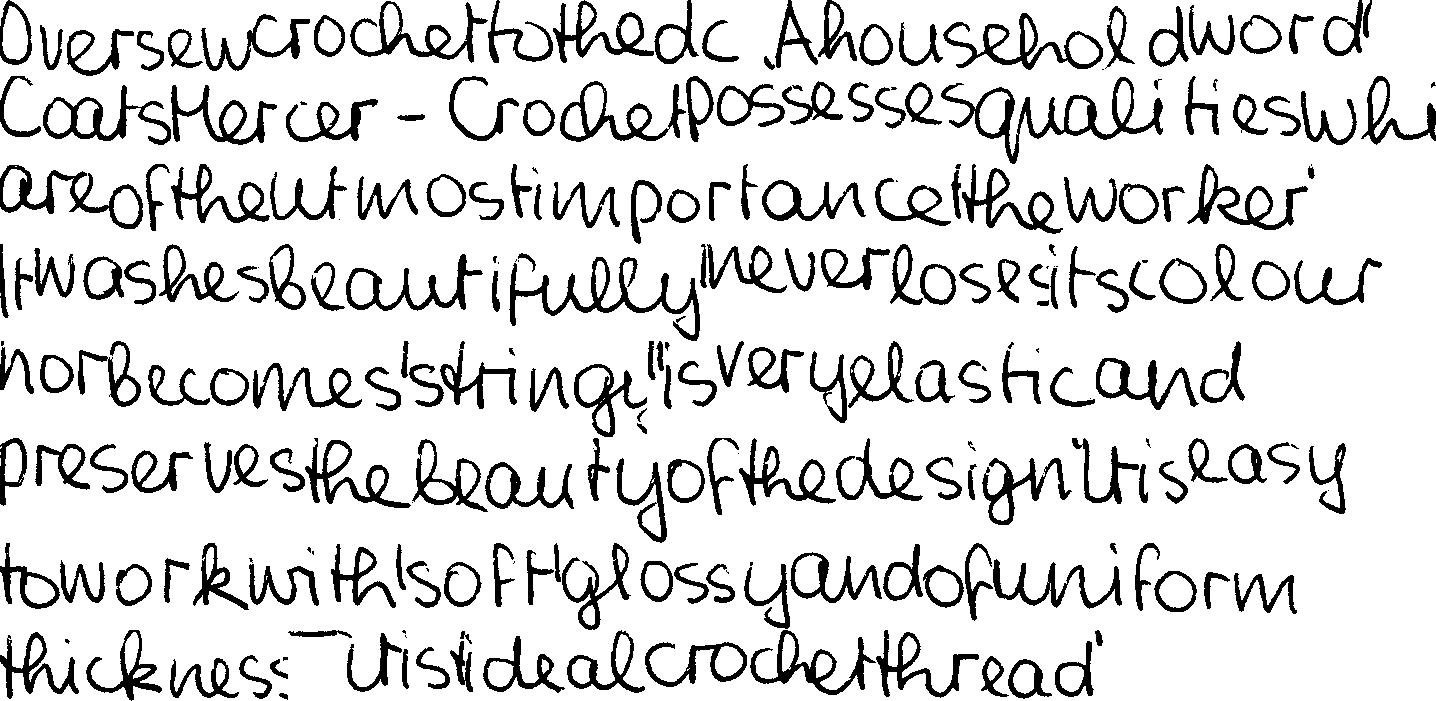 Oversew crochet to the dc . A household word'
Coats Mercer - Crochet possesses qualities whi
are of the utmost importance the worker'
It washes beautifully" never loses its colour
nor becomes 'stringy" is very elastic and
preserves the beauty of the design" It is easy
to work with' soft' glossy and of uniform
thickness: - It is ideal crochet thread'